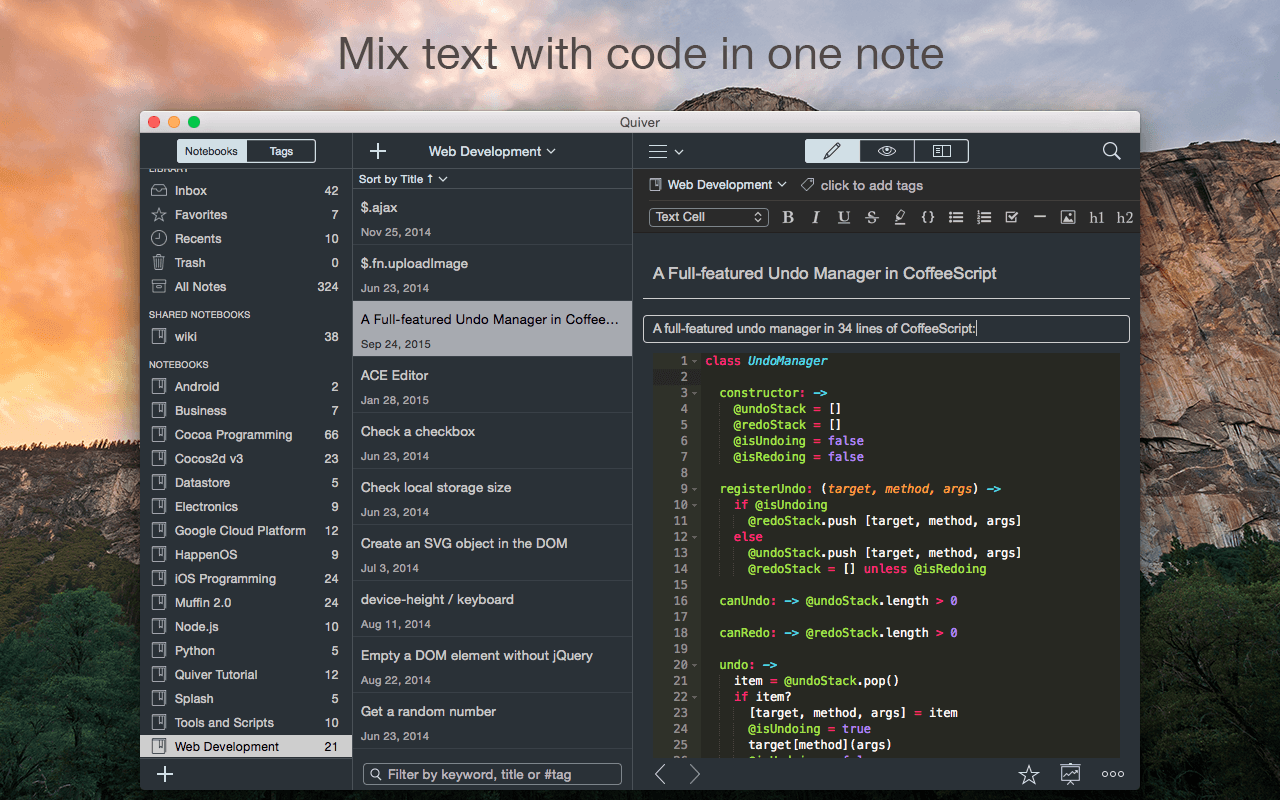 Mix text with code in one note
Quiver
Notebooks Tags
LIBRARY
Inbox 42
Favorites 7
Recents 10
Trash 0
All Notes 324
SHARED NOTEBOOKS
wiki 38
NOTEBOOKS
Android 2
Business 7
Cocoa Programming 66
Cocos2d v3 23
Datastore 5
Electronics 9
Google Cloud Platform 12
HappenOS 9
iOS Programming 24
Muffin 2.0 24
Node.js 10
Python 5
Quiver Tutorial 12
Splash 5
Tools and Scripts 10
Web Development 21
Web Development
Sort by Title ↑
$.ajax
Nov 25, 2014
$.fn.uploadImage
Jun 23, 2014
A Full-featured Undo Manager in Coffee...
Sep 24, 2015
ACE Editor
Jan 28, 2015
Check a checkbox
Jun 23, 2014
Check local storage size
Jun 23, 2014
Create an SVG object in the DOM
Jul 3, 2014
device-height / keyboard
Aug 11, 2014
Empty a DOM element without jQuery
Aug 22, 2014
Get a random number
Jun 23, 2014
Filter by keyword, title or #tag
Web Development click to add tags
Text Cell B I U S {} h1 h2
A Full-featured Undo Manager in CoffeeScript
A full-featured undo manager in 34 lines of CoffeeScript:
1 class UndoManager
2
3 constructor: ->
4 @undoStack = []
5 @redoStack = []
6 @isUndoing = false
7 @isRedoing = false
8
9 registerUndo: (target, method, args) ->
10 if @isUndoing
11 @redoStack.push [target, method, args]
12 else
13 @undoStack.push [target, method, args]
14 @redoStack = [] unless @isRedoing
15
16 canUndo: -> @undoStack.length > 0
17
18 canRedo: -> @redoStack.length > 0
19
20 undo: ->
21 item = @undoStack.pop()
22 if item?
23 [target, method, args] = item
24 @isUndoing = true
25 target[method](args)